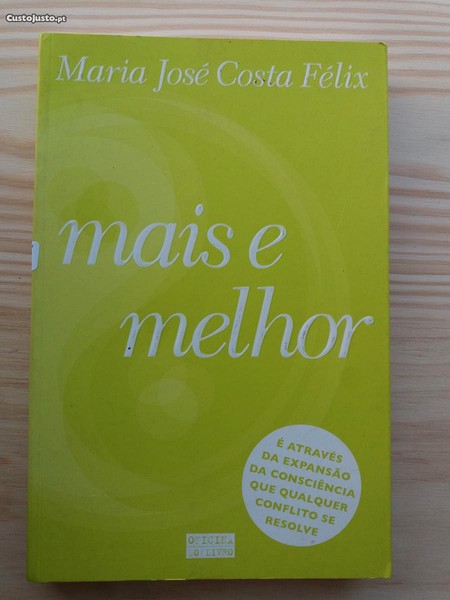 CustoJusto.pt
Maria José Costa Félix
mais e
melhor
É ATRAVÉS
DA EXPANSÃO
DA CONSCIÊNCIA
QUE QUALQUER
CONFLITO SE
RESOLVE
OFICINA
DO LIVRO